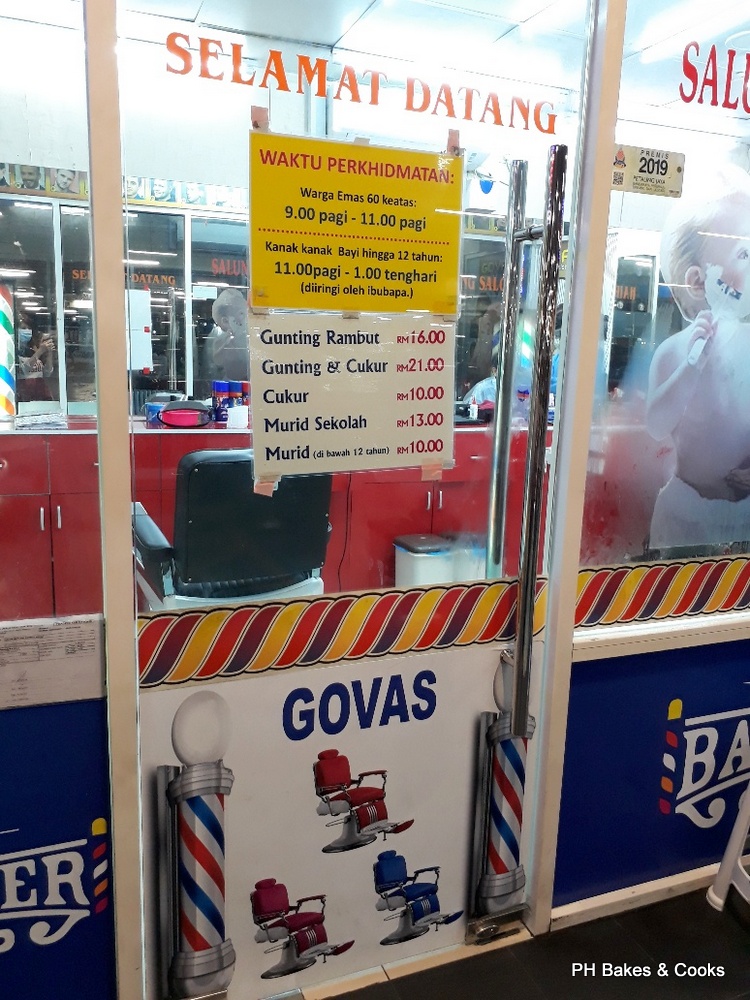 SELAMAT DATANG
WAKTU PERKHIDMATAN:
Warga Emas 60 keatas:
9.00 pagi - 11.00 pagi
Kanak kanak Bayi hingga 12 tahun:
11.00pagi - 1.00 tenghari
(diiringi oleh ibubapa.)
Gunting Rambut RM16.00
Gunting & Cukur RM21.00
Cukur RM10.00
Murid Sekolah RM13.00
Murid (di bawah 12 tahun) RM10.00
SALU
PREMIS
2019
PETALING JAYA
GOVAS
ER
BA
PH Bakes & Cooks